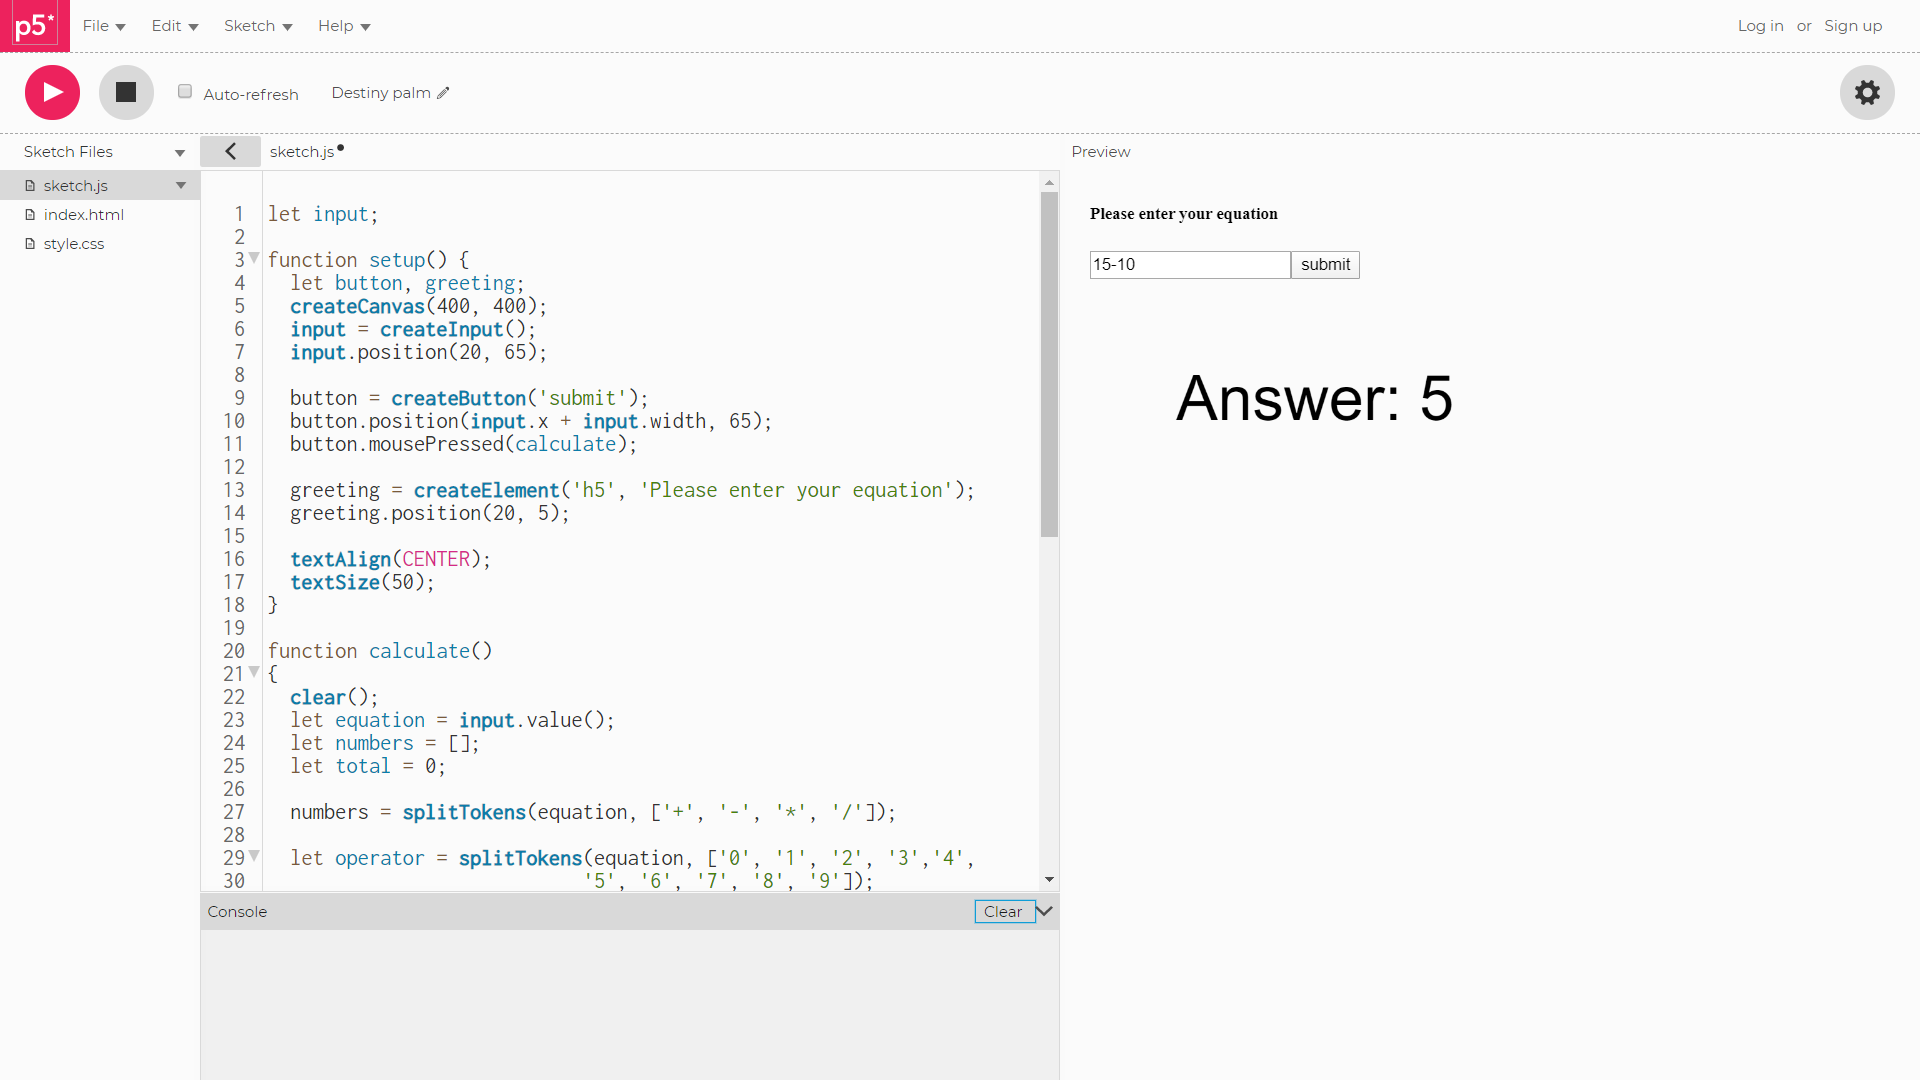 p5*
File Edit Sketch Help
Log in or Sign up
Auto-refresh Destiny palm
Sketch Files
sketch.js
index.html
style.css
sketch.js
1 let input;
2
3 function setup() {
4 let button, greeting;
5 createCanvas(400, 400);
6 input = createInput();
7 input.position(20, 65);
8
9 button = createButton('submit');
10 button.position(input.x + input.width, 65);
11 button.mousePressed(calculate);
12
13 greeting = createElement('h5', 'Please enter your equation');
14 greeting.position(20, 5);
15
16 textAlign(CENTER);
17 textSize(50);
18 }
19
20 function calculate()
21 {
22 clear();
23 let equation = input.value();
24 let numbers = [];
25 let total = 0;
26
27 numbers = splitTokens(equation, ['+', '-', '*', '/']);
28
29 let operator = splitTokens(equation, ['0', '1', '2', '3','4',
30 '5', '6', '7', '8', '9']);
Console Clear
Preview
Please enter your equation
15-10 submit
Answer: 5